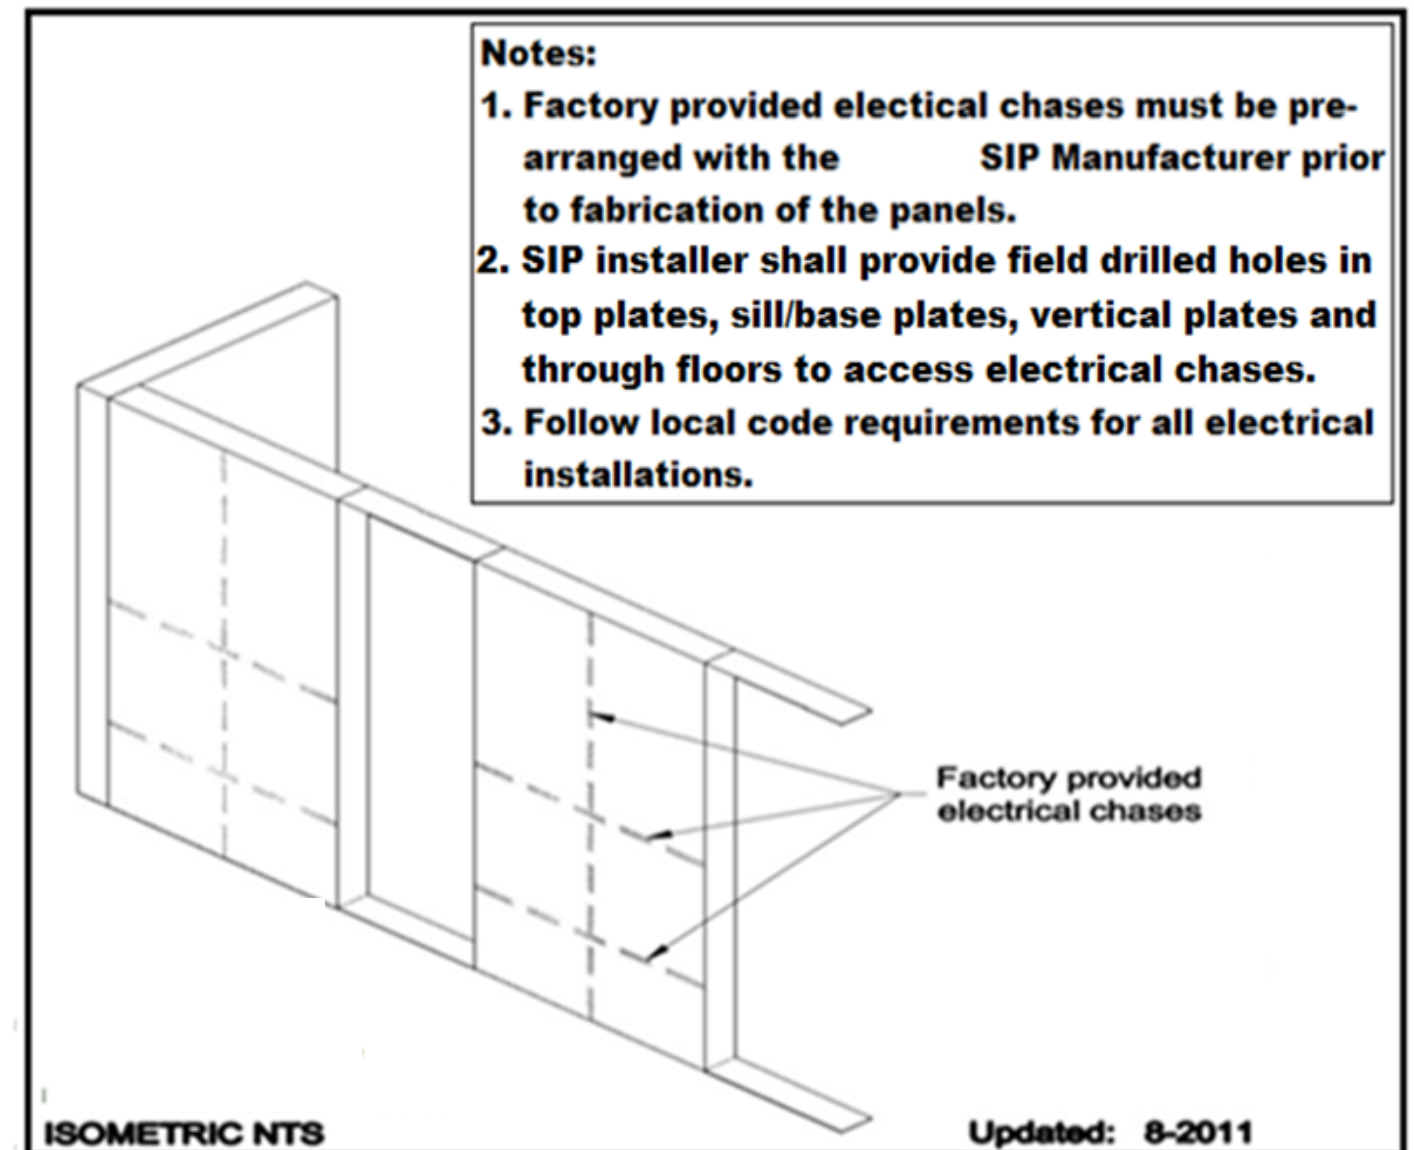 Notes:
1. Factory provided electical chases must be pre-
arranged with the SIP Manufacturer prior
to fabrication of the panels.
2. SIP installer shall provide field drilled holes in
top plates, sill/base plates, vertical plates and
through floors to access electrical chases.
3. Follow local code requirements for all electrical
installations.
Factory provided
electrical chases
ISOMETRIC NTS
Updated: 8-2011